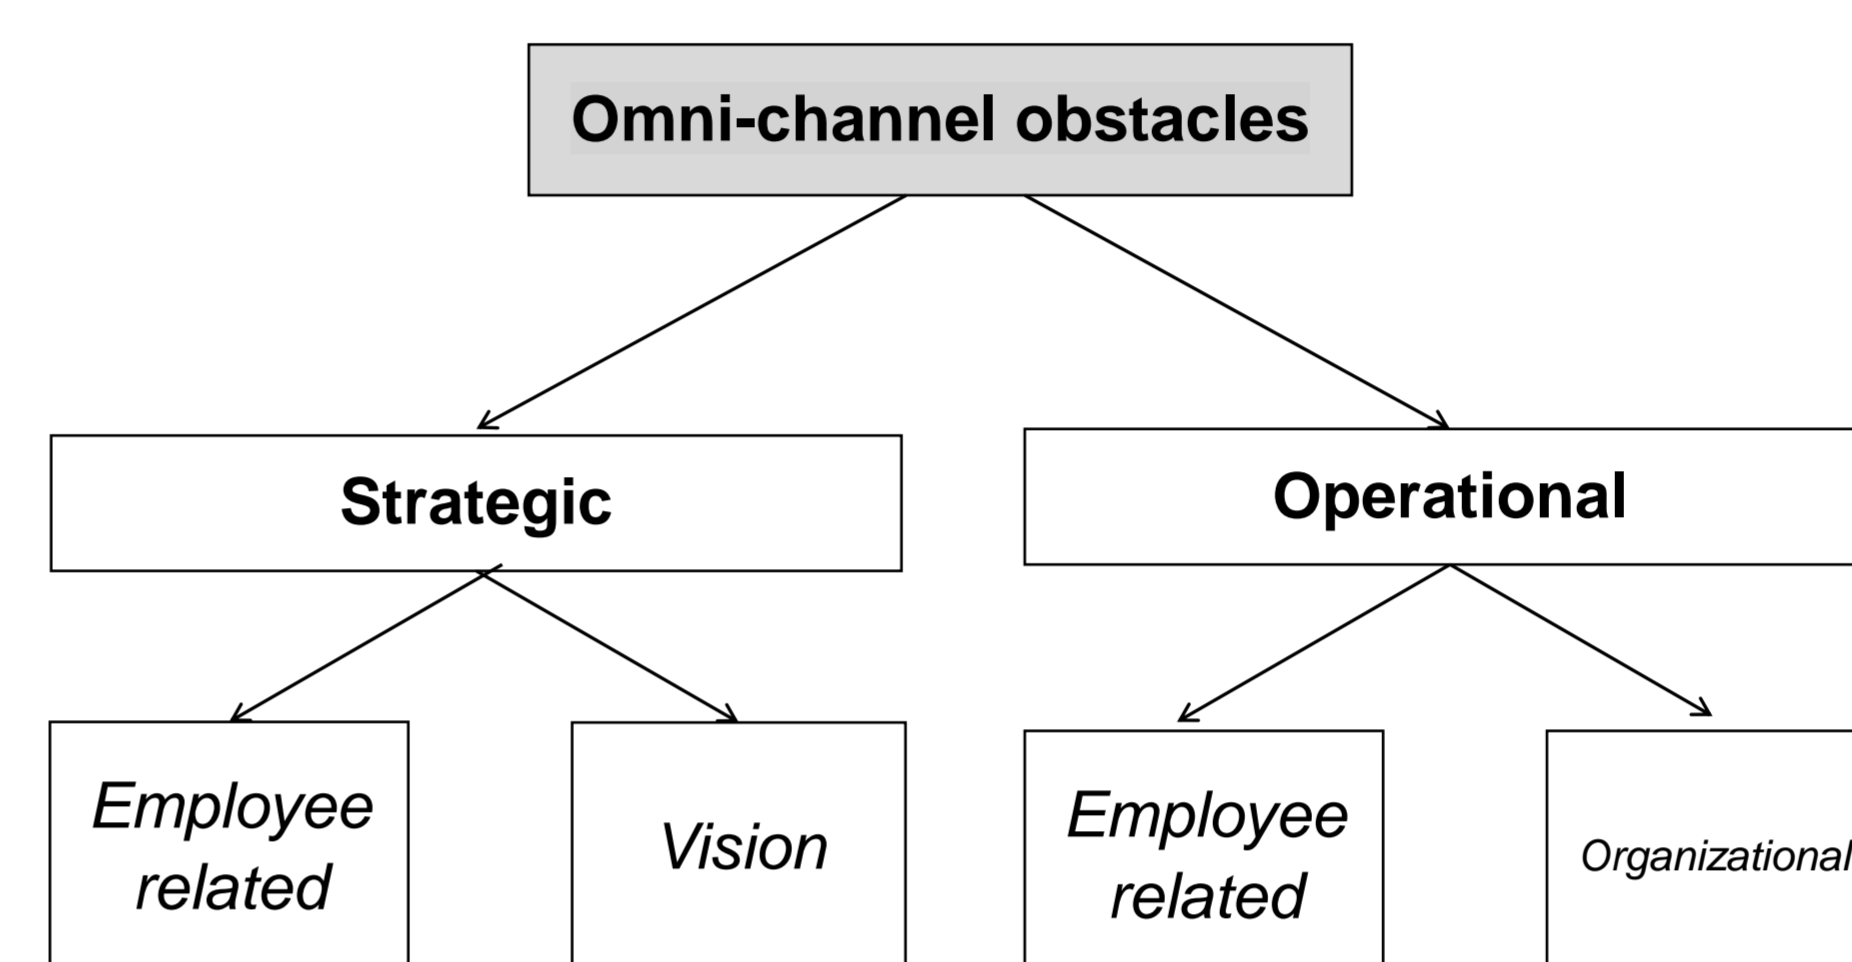 Omni-channel obstacles
Strategic
Operational
Employee
related
Vision
Employee
related
Organizational